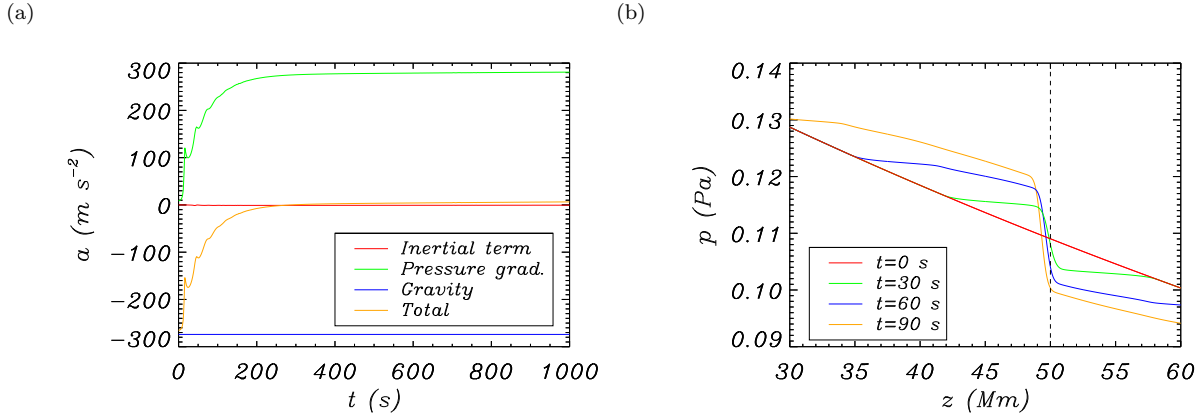 (a)
(b)
300
200
100
0
−100
−200
−300
a (m s⁻²)
Inertial term
Pressure grad.
Gravity
Total
0 200 400 600 800 1000
t (s)
0.14
0.13
0.12
0.11
0.10
0.09
p (Pa)
t=0 s
t=30 s
t=60 s
t=90 s
30 35 40 45 50 55 60
z (Mm)